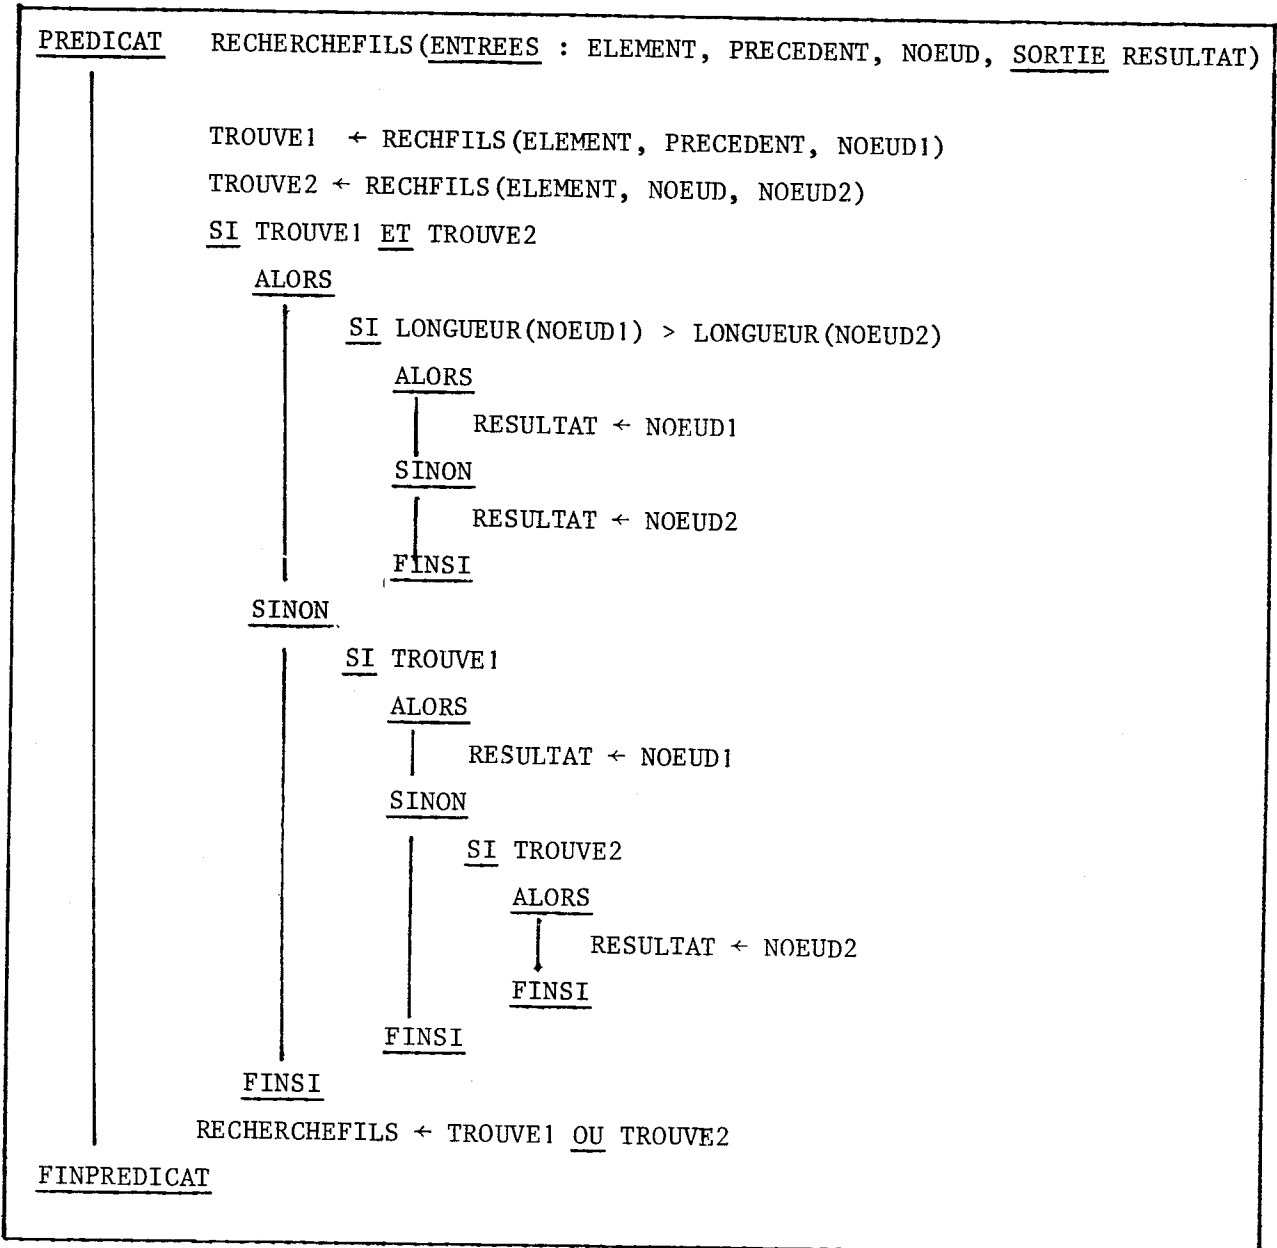 PREDICAT RECHERCHEFILS(ENTREES : ELEMENT, PRECEDENT, NOEUD, SORTIE RESULTAT)
TROUVE1 ← RECHFILS(ELEMENT, PRECEDENT, NOEUD1)
TROUVE2 ← RECHFILS(ELEMENT, NOEUD, NOEUD2)
SI TROUVE1 ET TROUVE2
ALORS
SI LONGUEUR(NOEUD1) > LONGUEUR(NOEUD2)
ALORS
RESULTAT ← NOEUD1
SINON
RESULTAT ← NOEUD2
FINSI
SINON
SI TROUVE1
ALORS
RESULTAT ← NOEUD1
SINON
SI TROUVE2
ALORS
RESULTAT ← NOEUD2
FINSI
FINSI
FINSI
RECHERCHEFILS ← TROUVE1 OU TROUVE2
FINPREDICAT